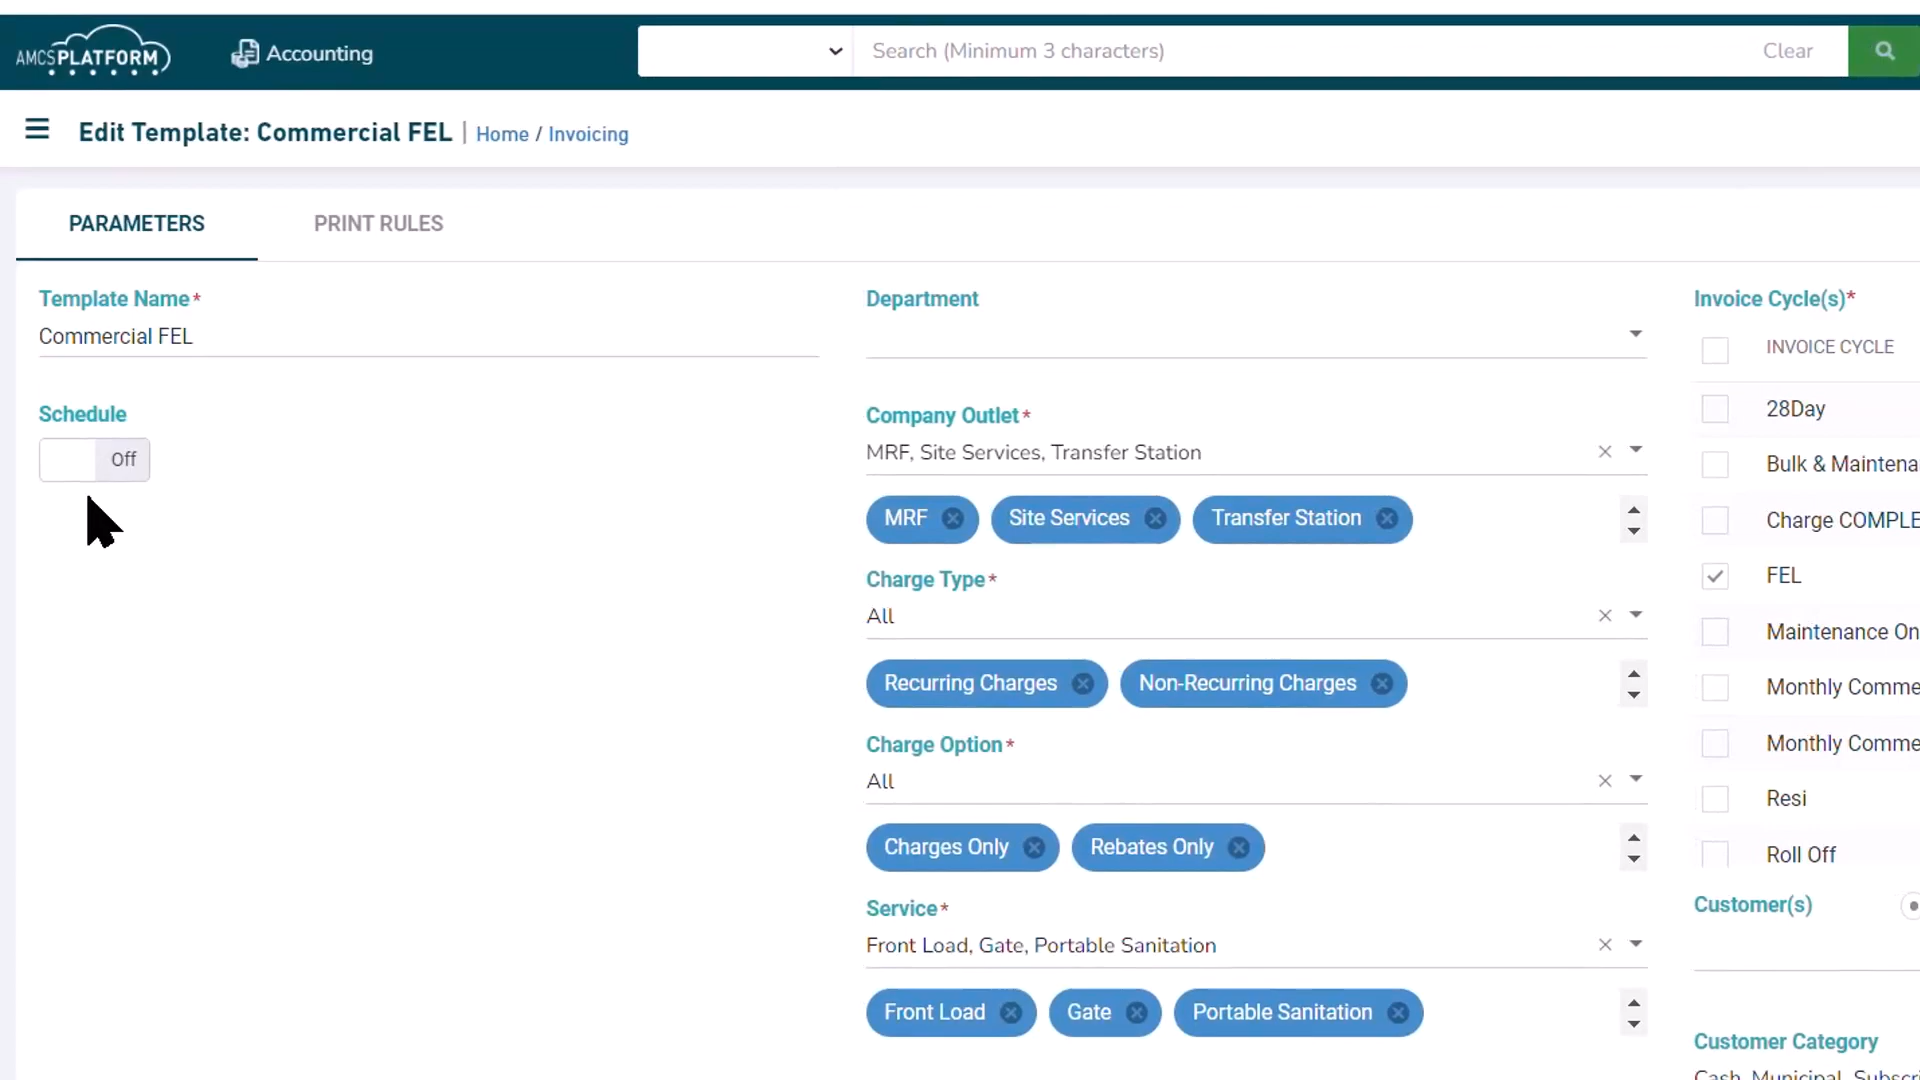 AMCSPLATFORM
Accounting
Search (Minimum 3 characters)
Clear
Edit Template: Commercial FEL | Home / Invoicing
PARAMETERS
PRINT RULES
Template Name*
Commercial FEL
Schedule
Off
Department
Company Outlet*
MRF, Site Services, Transfer Station
MRF
Site Services
Transfer Station
Charge Type*
All
Recurring Charges
Non-Recurring Charges
Charge Option*
All
Charges Only
Rebates Only
Service*
Front Load, Gate, Portable Sanitation
Front Load
Gate
Portable Sanitation
Invoice Cycle(s)*
INVOICE CYCLE
28Day
Bulk & Maintena
Charge COMPLE
FEL
Maintenance On
Monthly Comme
Monthly Comme
Resi
Roll Off
Customer(s)
Customer Category
Cash, Municipal, Subscri